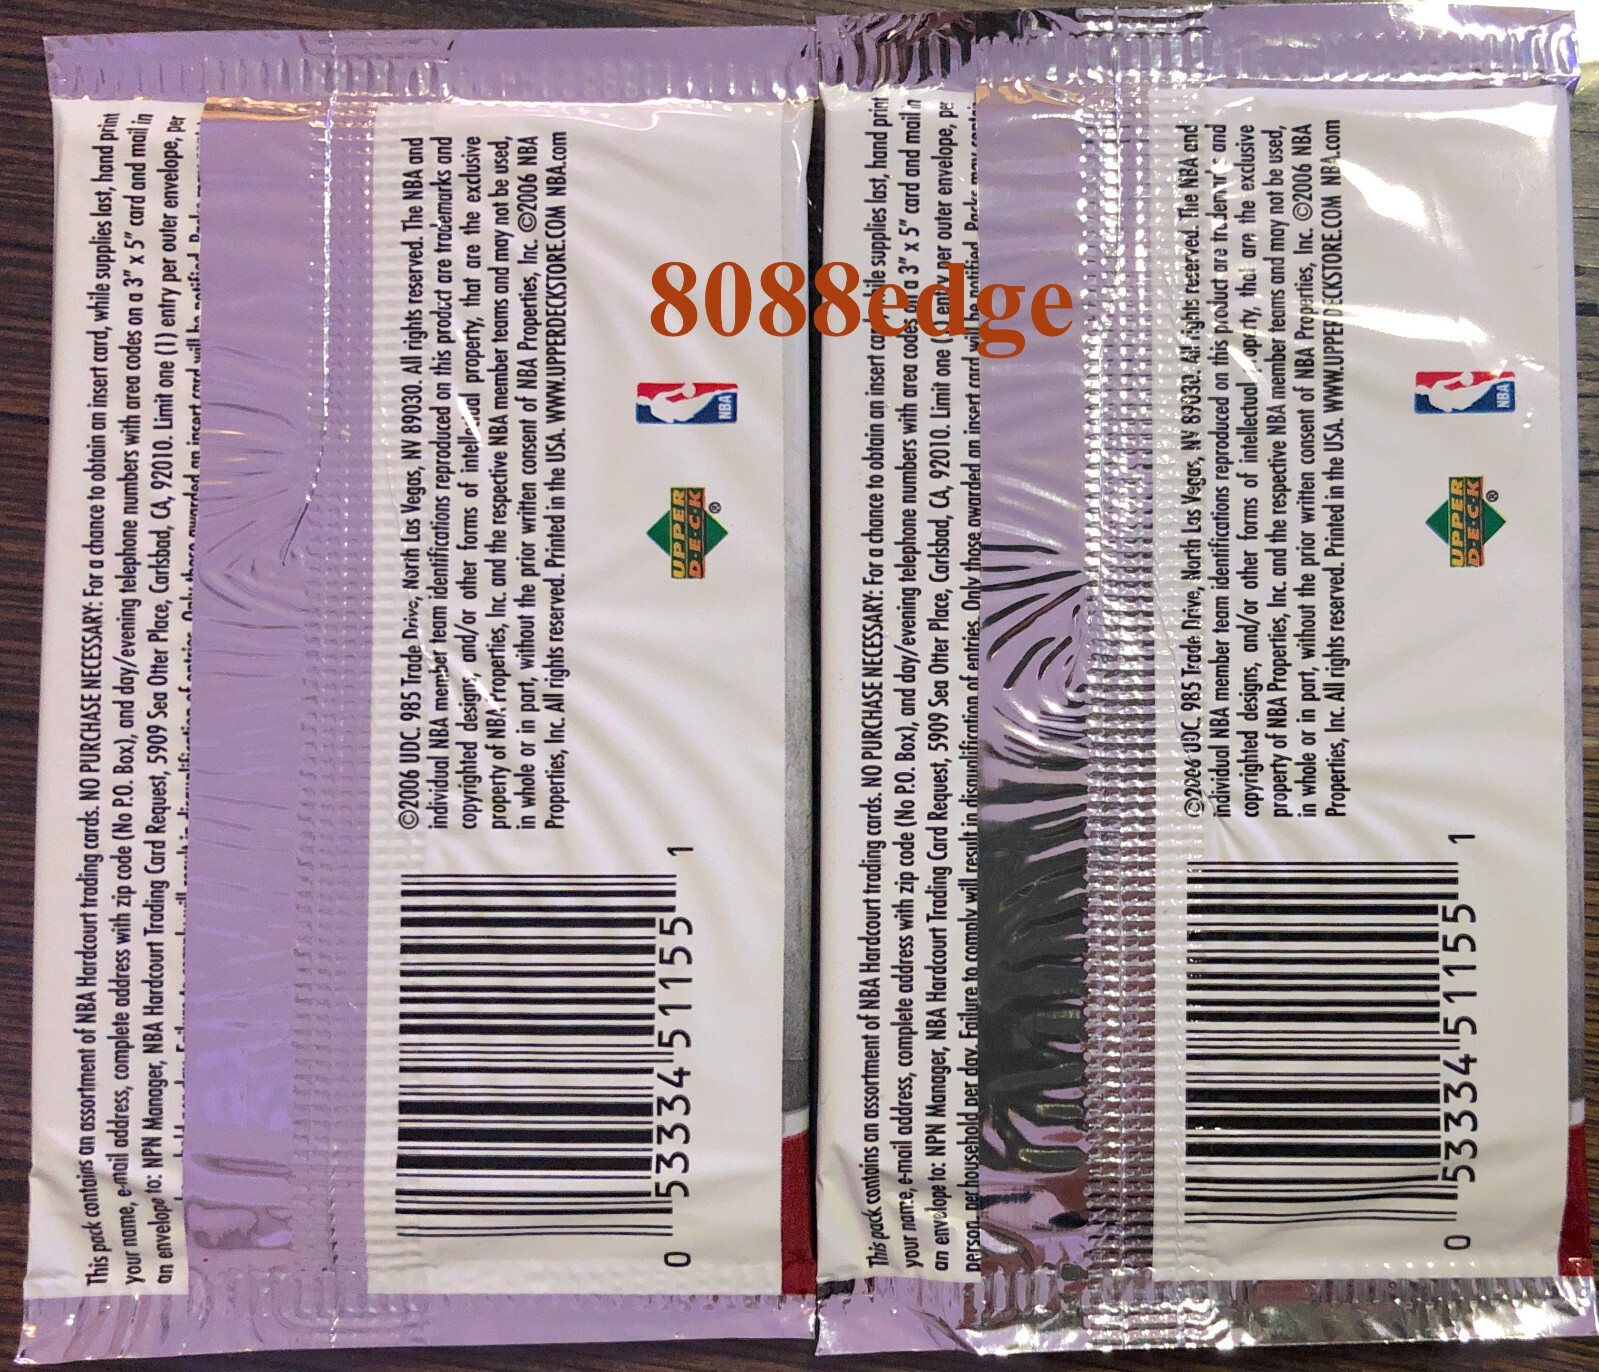 This pack contains an assortment of NBA Hardcourt trading cards. NO PURCHASE NECESSARY: For a chance to obtain an insert card, while supplies last, hand print
your name, e-mail address, complete address with zip code (No P.O. Box), and day/evening telephone numbers with area codes on a 3" x 5" card and mail in
an envelope to: NPN Manager, NBA Hardcourt Trading Card Request, 5909 Sea Otter Place, Carlsbad, CA, 92010. Limit one (1) entry per outer envelope, per
©2006 UDC, 985 Trade Drive, North Las Vegas, NV 89030. All rights reserved. The NBA and
individual NBA member team identifications reproduced on this product are trademarks and
copyrighted designs, and/or other forms of intellectual property, that are the exclusive
property of NBA Properties, Inc. and the respective NBA member teams and may not be used,
in whole or in part, without the prior written consent of NBA Properties, Inc. ©2006 NBA
Properties, Inc. All rights reserved. Printed in the USA. WWW.UPPERDECKSTORE.COM NBA.com
0 53334 51155 1
UPPER
D·E·C·K
®
NBA
8088edge
This pack contains an assortment of NBA Hardcourt trading cards. NO PURCHASE NECESSARY: For a chance to obtain an insert card, while supplies last, hand print
your name, e-mail address, complete address with zip code (No P.O. Box), and day/evening telephone numbers with area codes on a 3" x 5" card and mail in
an envelope to: NPN Manager, NBA Hardcourt Trading Card Request, 5909 Sea Otter Place, Carlsbad, CA, 92010. Limit one (1) entry per outer envelope, per
person, per household per day. Failure to comply will result in disqualification of entries. Only those awarded an insert card will be notified. Packs may contain
©2006 UDC, 985 Trade Drive, North Las Vegas, NV 89030. All rights reserved. The NBA and
individual NBA member team identifications reproduced on this product are trademarks and
copyrighted designs, and/or other forms of intellectual property, that are the exclusive
property of NBA Properties, Inc. and the respective NBA member teams and may not be used,
in whole or in part, without the prior written consent of NBA Properties, Inc. ©2006 NBA
Properties, Inc. All rights reserved. Printed in the USA. WWW.UPPERDECKSTORE.COM NBA.com
0 53334 51155 1
UPPER
D·E·C·K
®
NBA